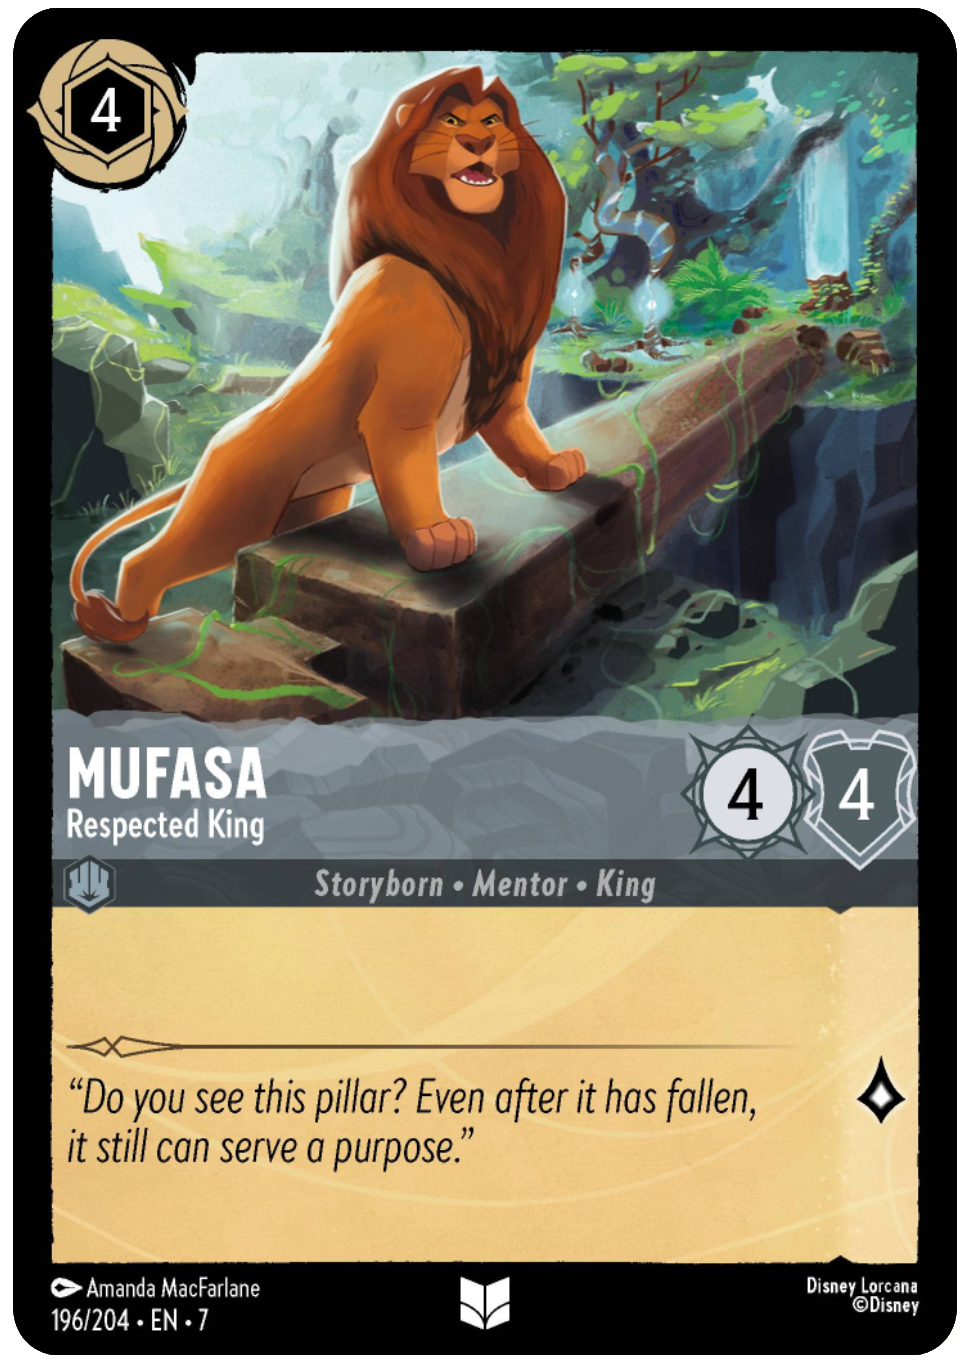 4
MUFASA
Respected King
4
4
Storyborn • Mentor • King
“Do you see this pillar? Even after it has fallen,
it still can serve a purpose.”
Amanda MacFarlane
196/204 • EN • 7
Disney Lorcana
©Disney